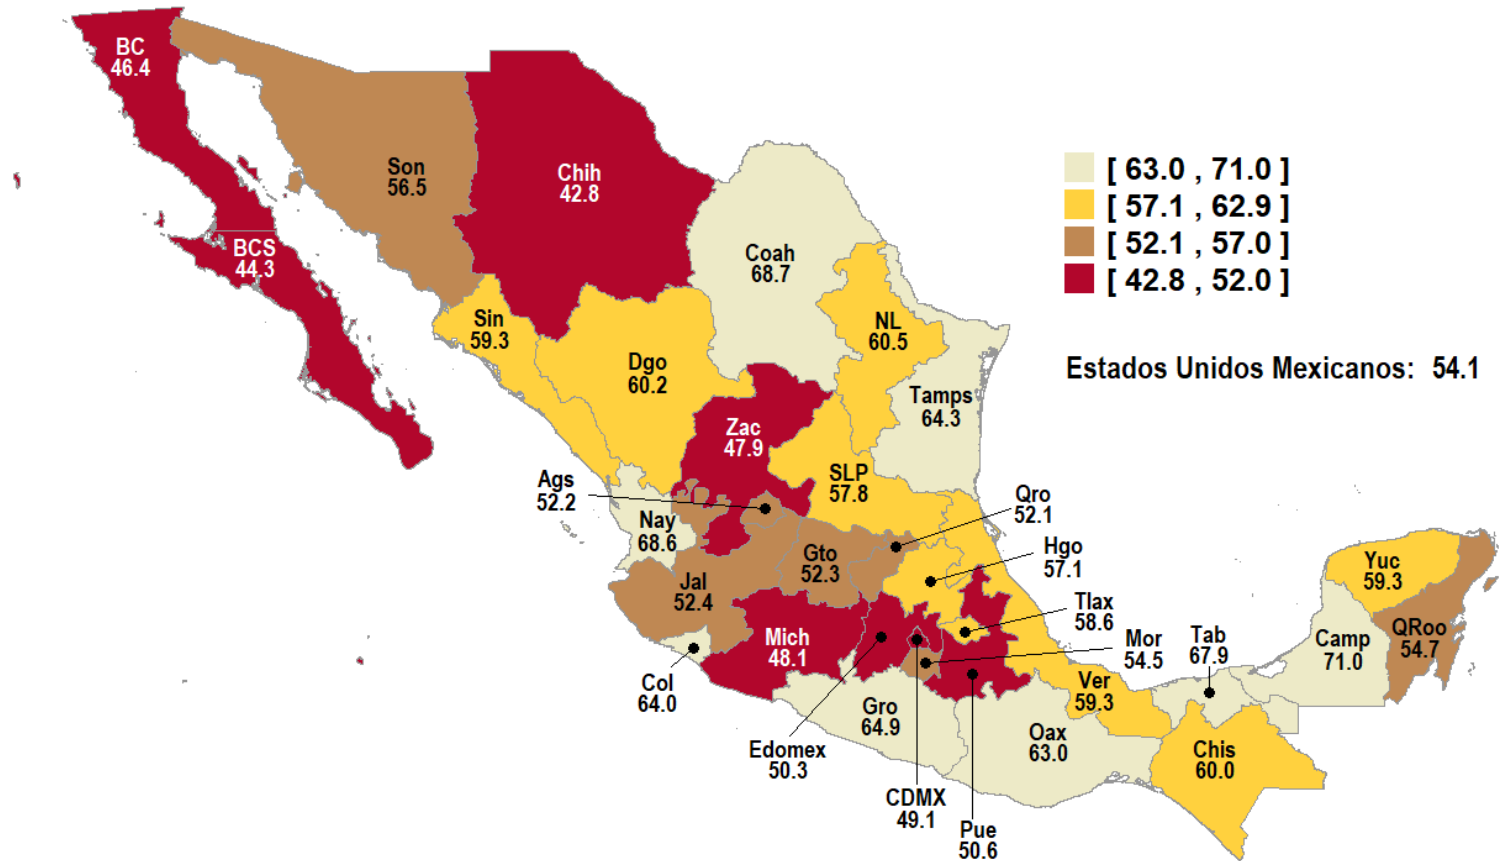 BC
46.4
Son
56.5
Chih
42.8
[ 63.0 , 71.0 ]
[ 57.1 , 62.9 ]
[ 52.1 , 57.0 ]
[ 42.8 , 52.0 ]
BCS
44.3
Coah
68.7
Sin
59.3
NL
60.5
Estados Unidos Mexicanos: 54.1
Dgo
60.2
Tamps
64.3
Zac
47.9
Ags
52.2
SLP
57.8
Qro
52.1
Nay
68.6
Hgo
57.1
Gto
52.3
Yuc
59.3
Jal
52.4
Tlax
58.6
Mich
48.1
Mor
54.5
Tab
67.9
Camp
71.0
QRoo
54.7
Col
64.0
Ver
59.3
Gro
64.9
Oax
63.0
Edomex
50.3
Chis
60.0
CDMX
49.1
Pue
50.6